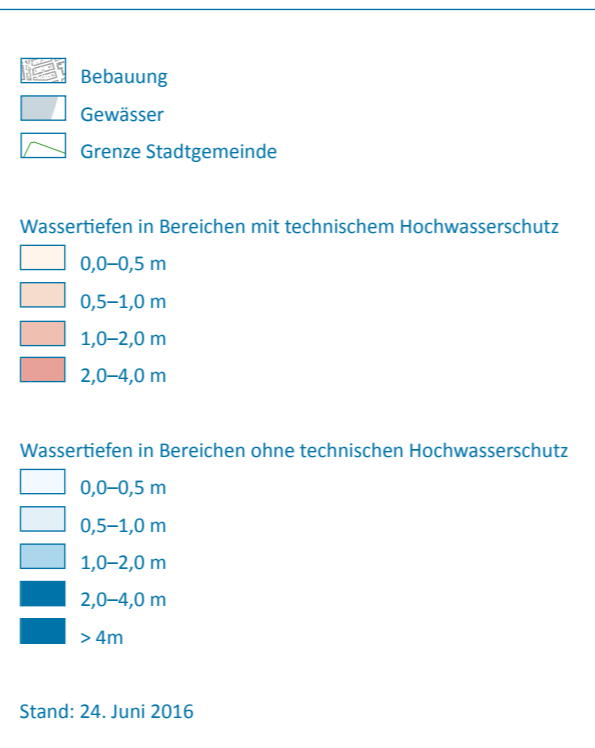 Bebauung
Gewässer
Grenze Stadtgemeinde
Wassertiefen in Bereichen mit technischem Hochwasserschutz
0,0–0,5 m
0,5–1,0 m
1,0–2,0 m
2,0–4,0 m
Wassertiefen in Bereichen ohne technischen Hochwasserschutz
0,0–0,5 m
0,5–1,0 m
1,0–2,0 m
2,0–4,0 m
> 4m
Stand: 24. Juni 2016